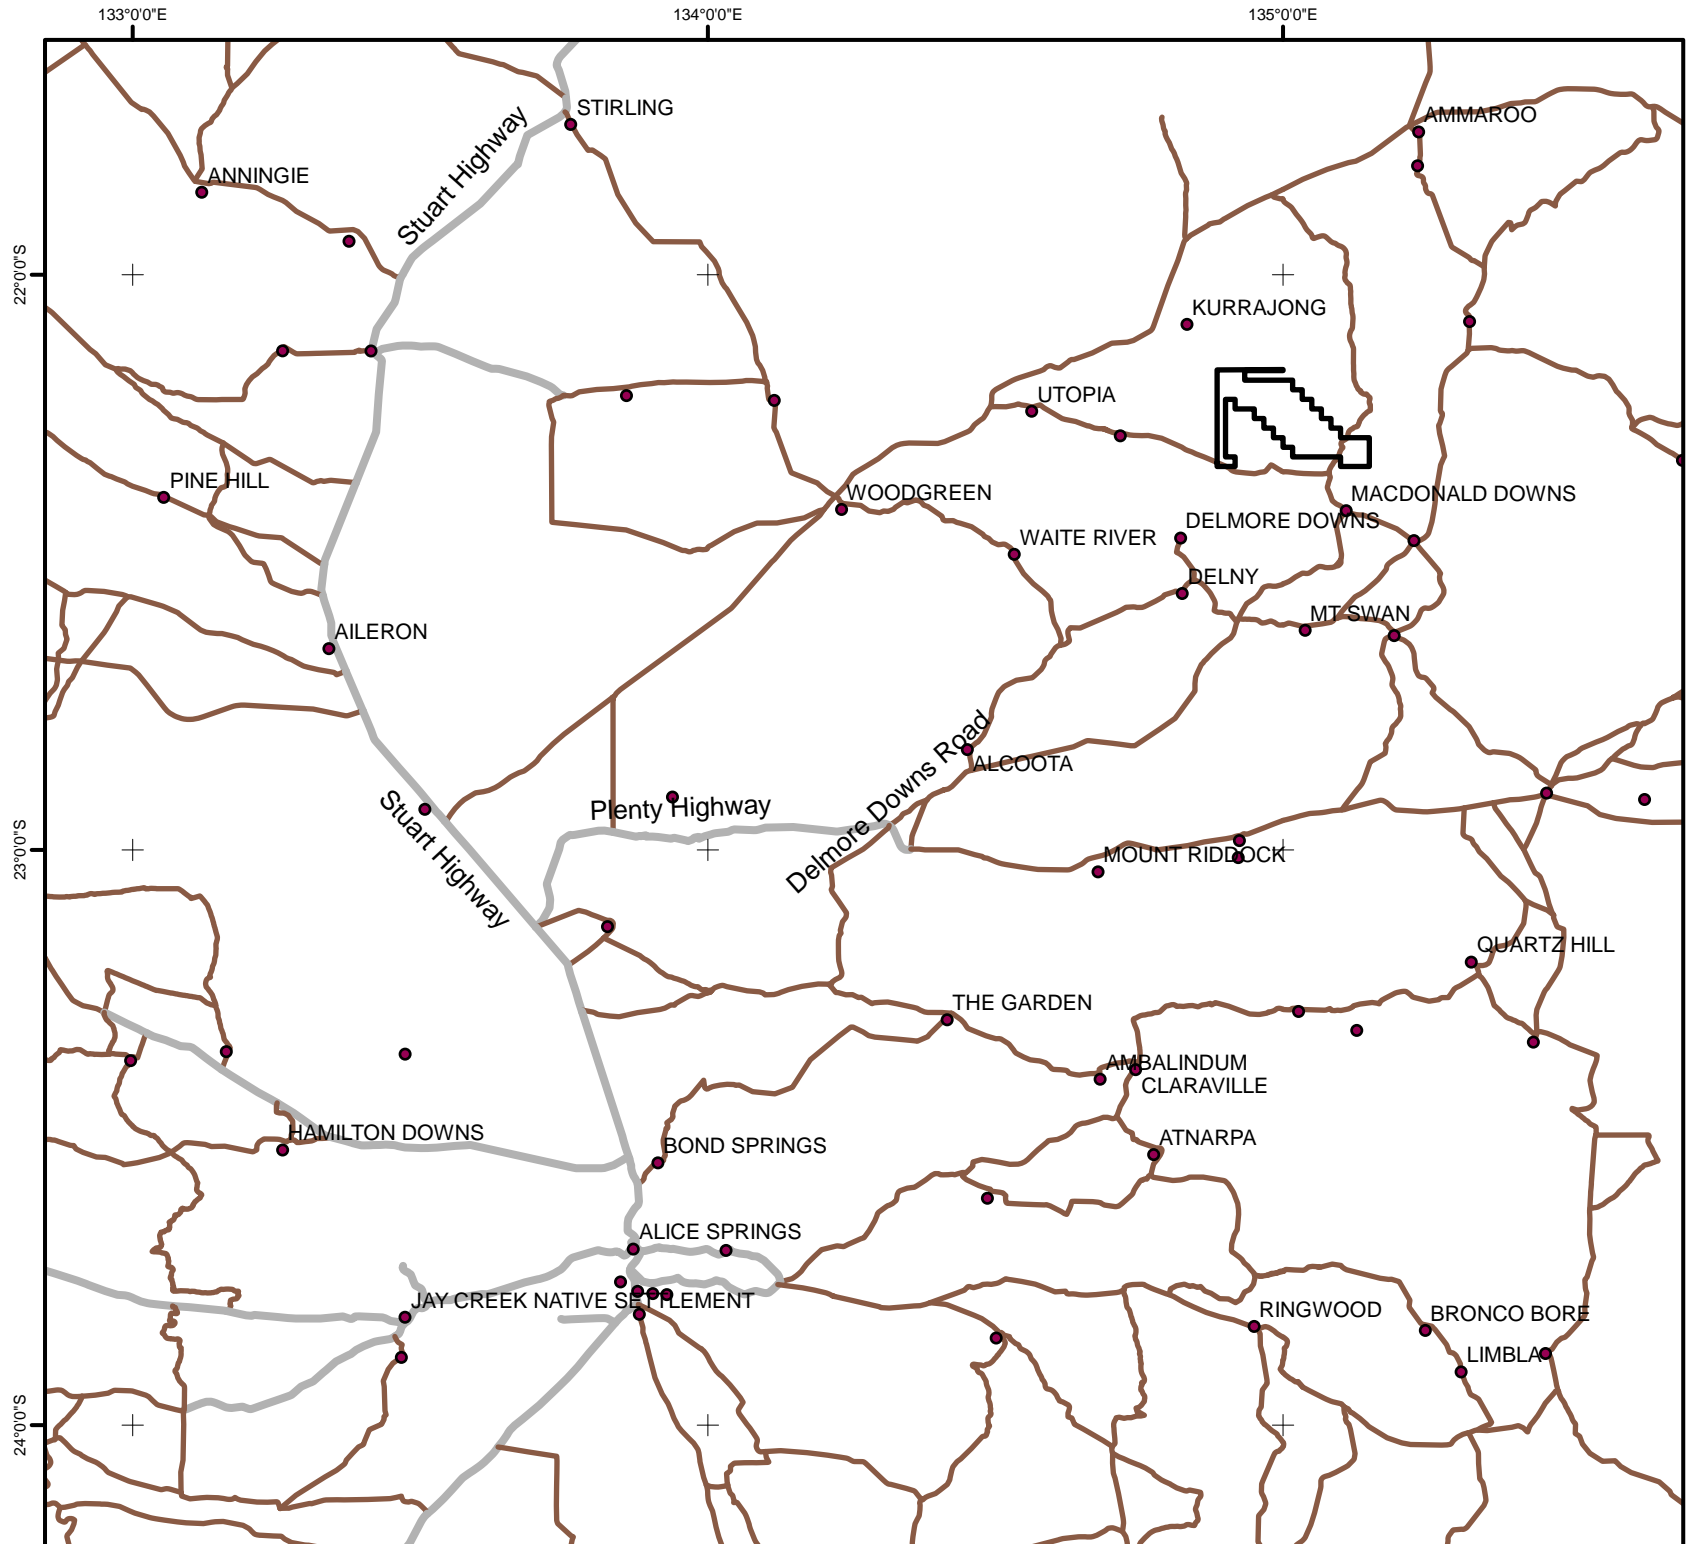 133°0'0"E
134°0'0"E
135°0'0"E
STIRLING
AMMAROO
Stuart Highway
ANNINGIE
22°0'0"S
KURRAJONG
UTOPIA
PINE HILL
WOODGREEN
MACDONALD DOWNS
DELMORE DOWNS
WAITE RIVER
DELNY
MT SWAN
AILERON
Delmore Downs Road
ALCOOTA
Plenty Highway
Stuart Highway
23°0'0"S
MOUNT RIDDOCK
QUARTZ HILL
THE GARDEN
AMBALINDUM
CLARAVILLE
HAMILTON DOWNS
BOND SPRINGS
ATNARPA
ALICE SPRINGS
JAY CREEK NATIVE SETTLEMENT
RINGWOOD
BRONCO BORE
LIMBLA
24°0'0"S